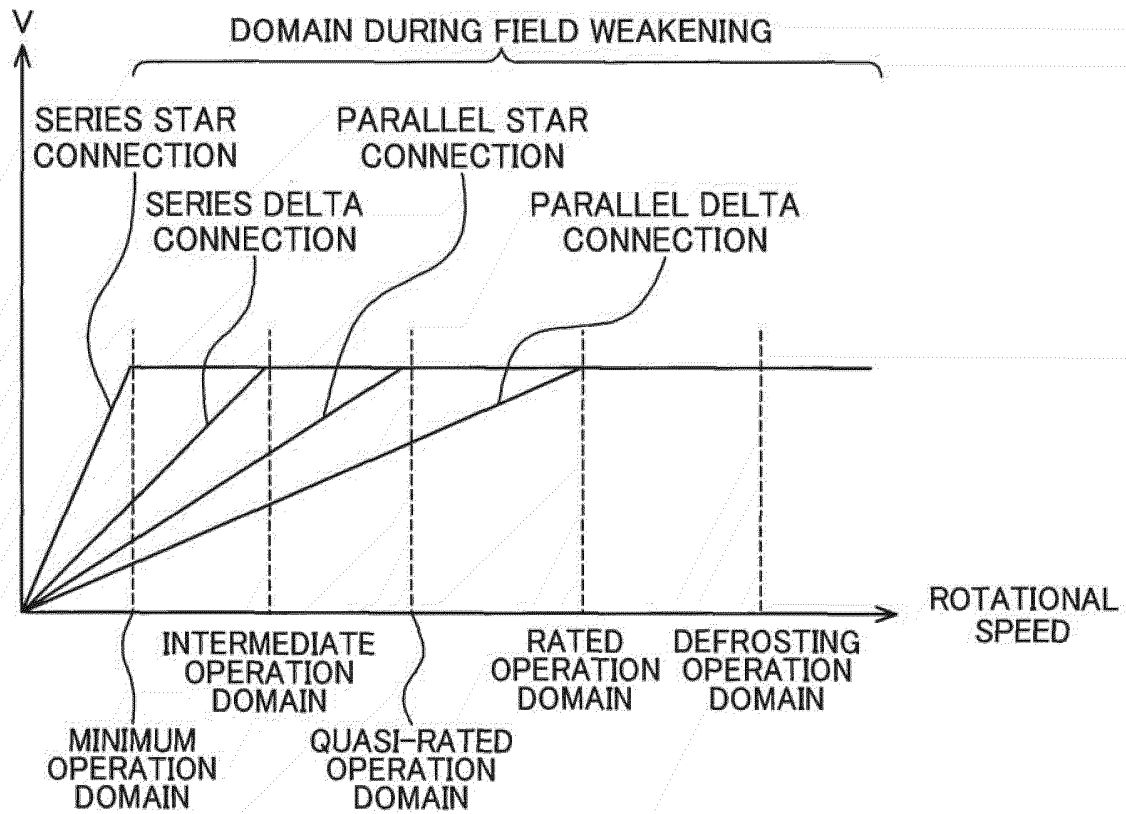 V
DOMAIN DURING FIELD WEAKENING
SERIES STAR
CONNECTION
PARALLEL STAR
CONNECTION
SERIES DELTA
CONNECTION
PARALLEL DELTA
CONNECTION
ROTATIONAL
SPEED
INTERMEDIATE
OPERATION
DOMAIN
RATED
OPERATION
DOMAIN
DEFROSTING
OPERATION
DOMAIN
MINIMUM
OPERATION
DOMAIN
QUASI-RATED
OPERATION
DOMAIN